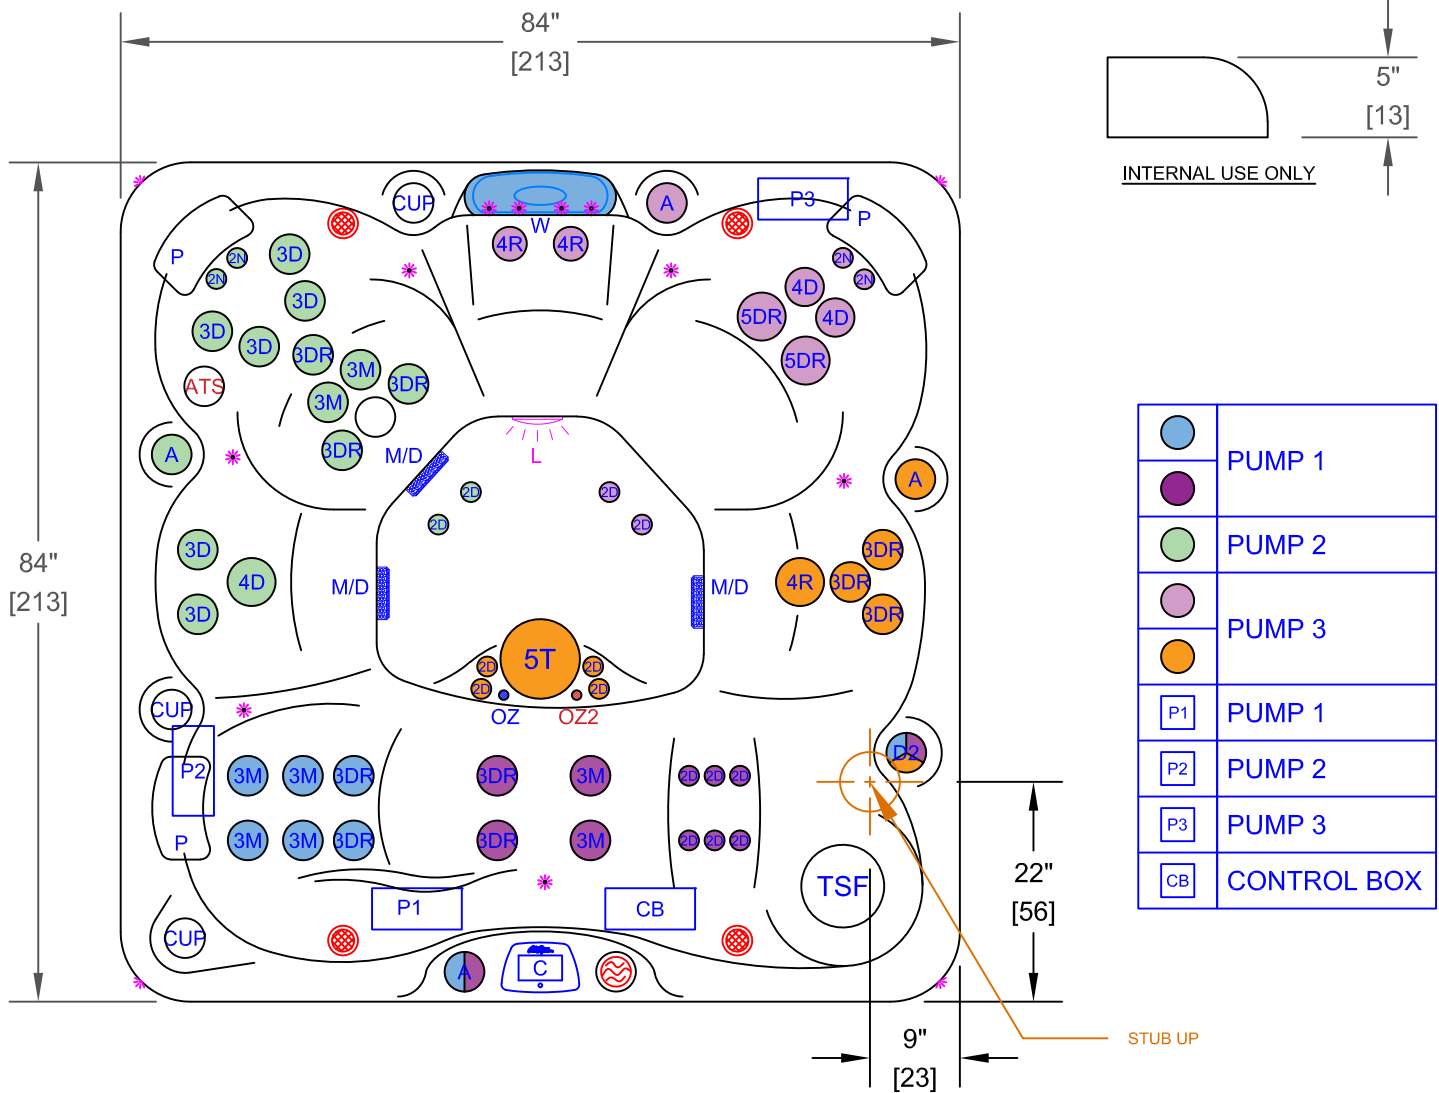 84"
[213]
5"
[13]
INTERNAL USE ONLY
CUP
A
P3
P
P
W
4R
4R
2N
3D
2N
2N
2N
4D
3D
5DR
4D
3D
3D
3DR
5DR
3M
3DR
ATS
3M
3DR
A
M/D
L
A
2D
2D
2D
2D
PUMP 1
PUMP 2
PUMP 3
P1
PUMP 1
P2
PUMP 2
P3
PUMP 3
CB
CONTROL BOX
84"
[213]
3D
4D
3D
M/D
M/D
4R
3DR
3DR
3DR
5T
2D
2D
2D
2D
OZ
OZ2
CUP
D2
P2
3M
3M
3DR
3DR
3M
2D
2D
2D
P
3M
3M
3DR
3DR
3M
2D
2D
2D
TSF
22"
[56]
P1
CB
CUP
A
C
STUB UP
9"
[23]